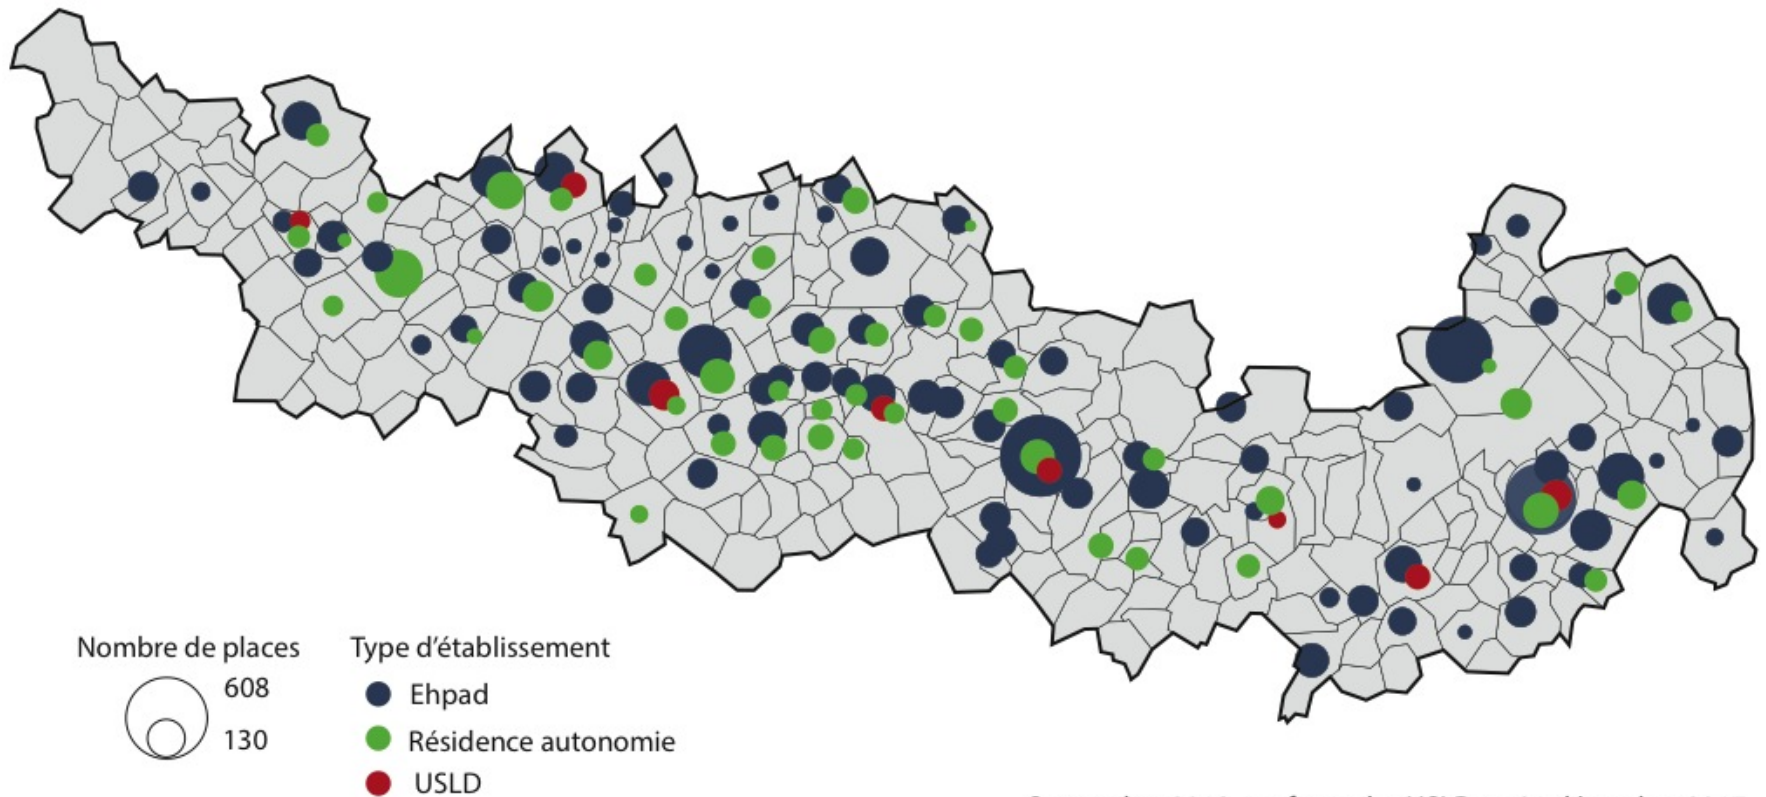 Nombre de places
608
130
Type d'établissement
Ehpad
Résidence autonomie
USLD